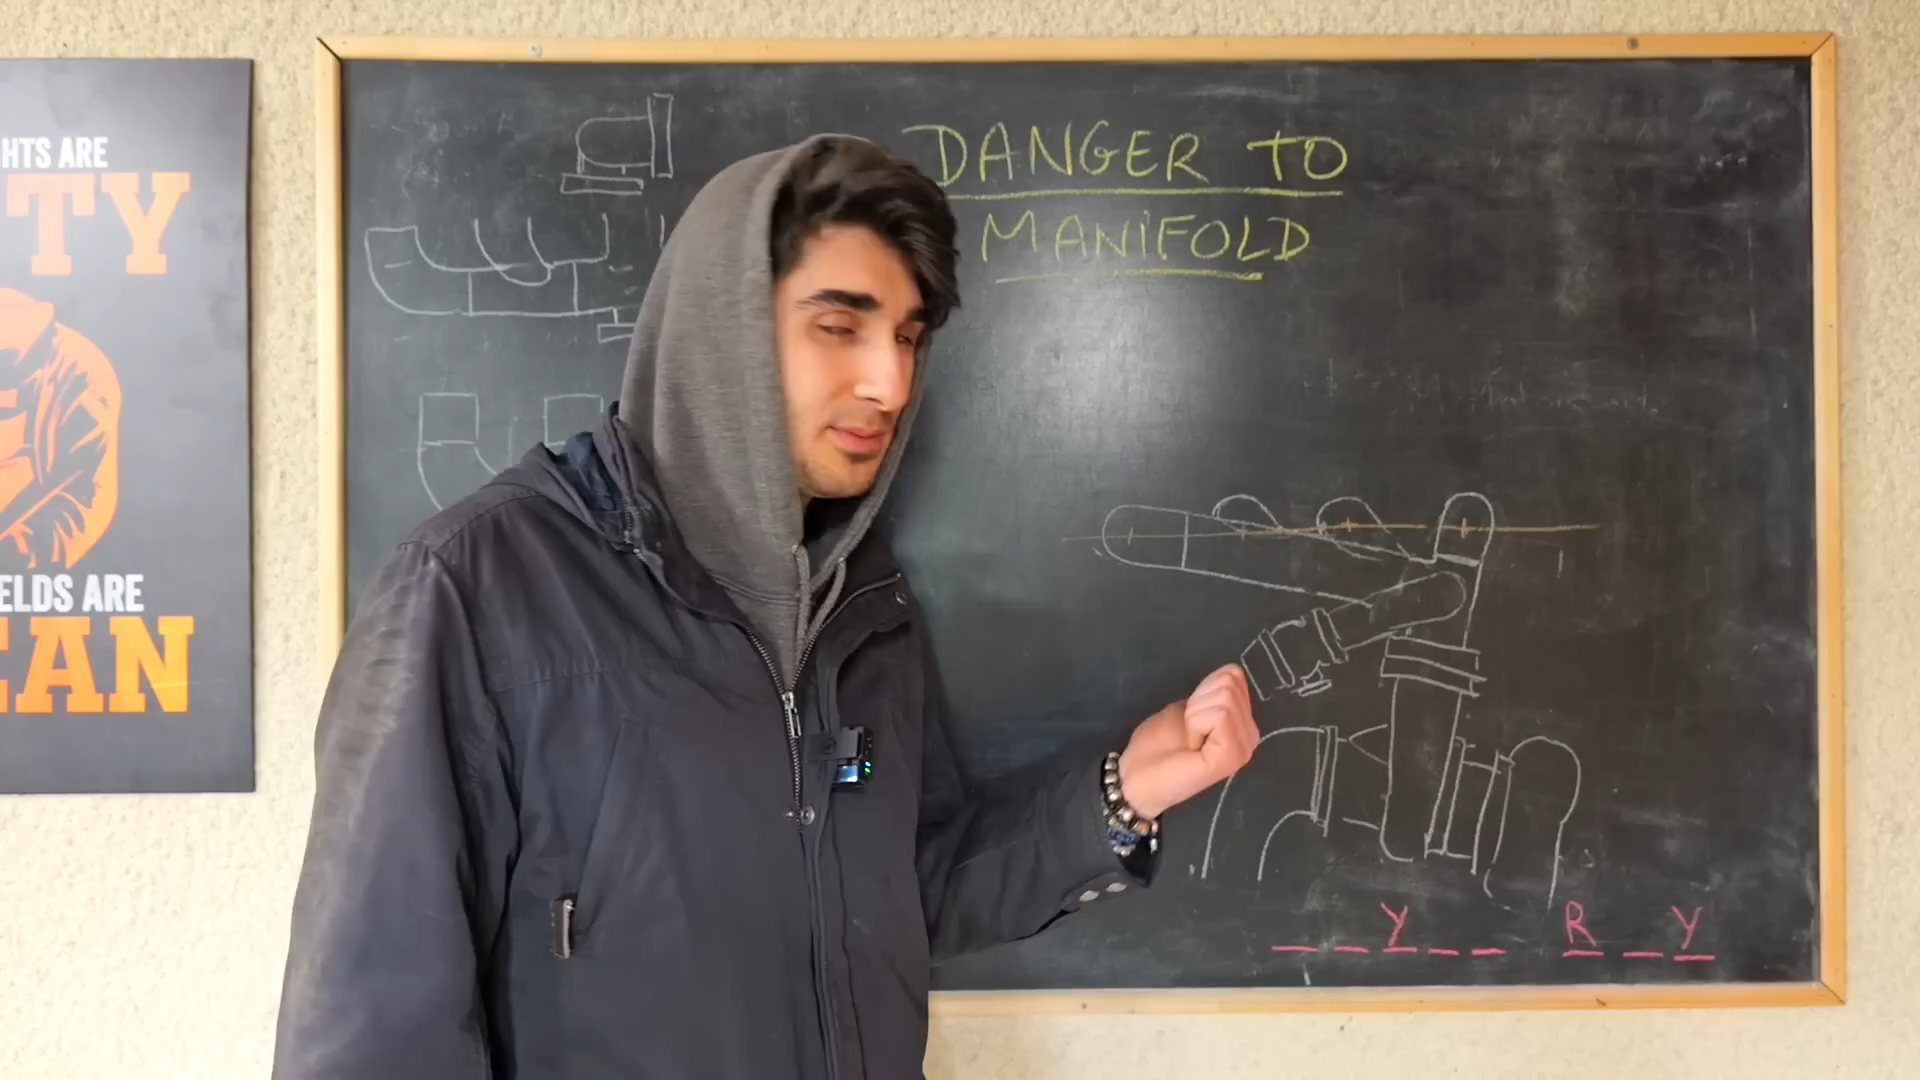 HTS ARE
TY
ELDS ARE
EAN
DANGER TO
MANIFOLD
_ _ Y _ _ R _ Y